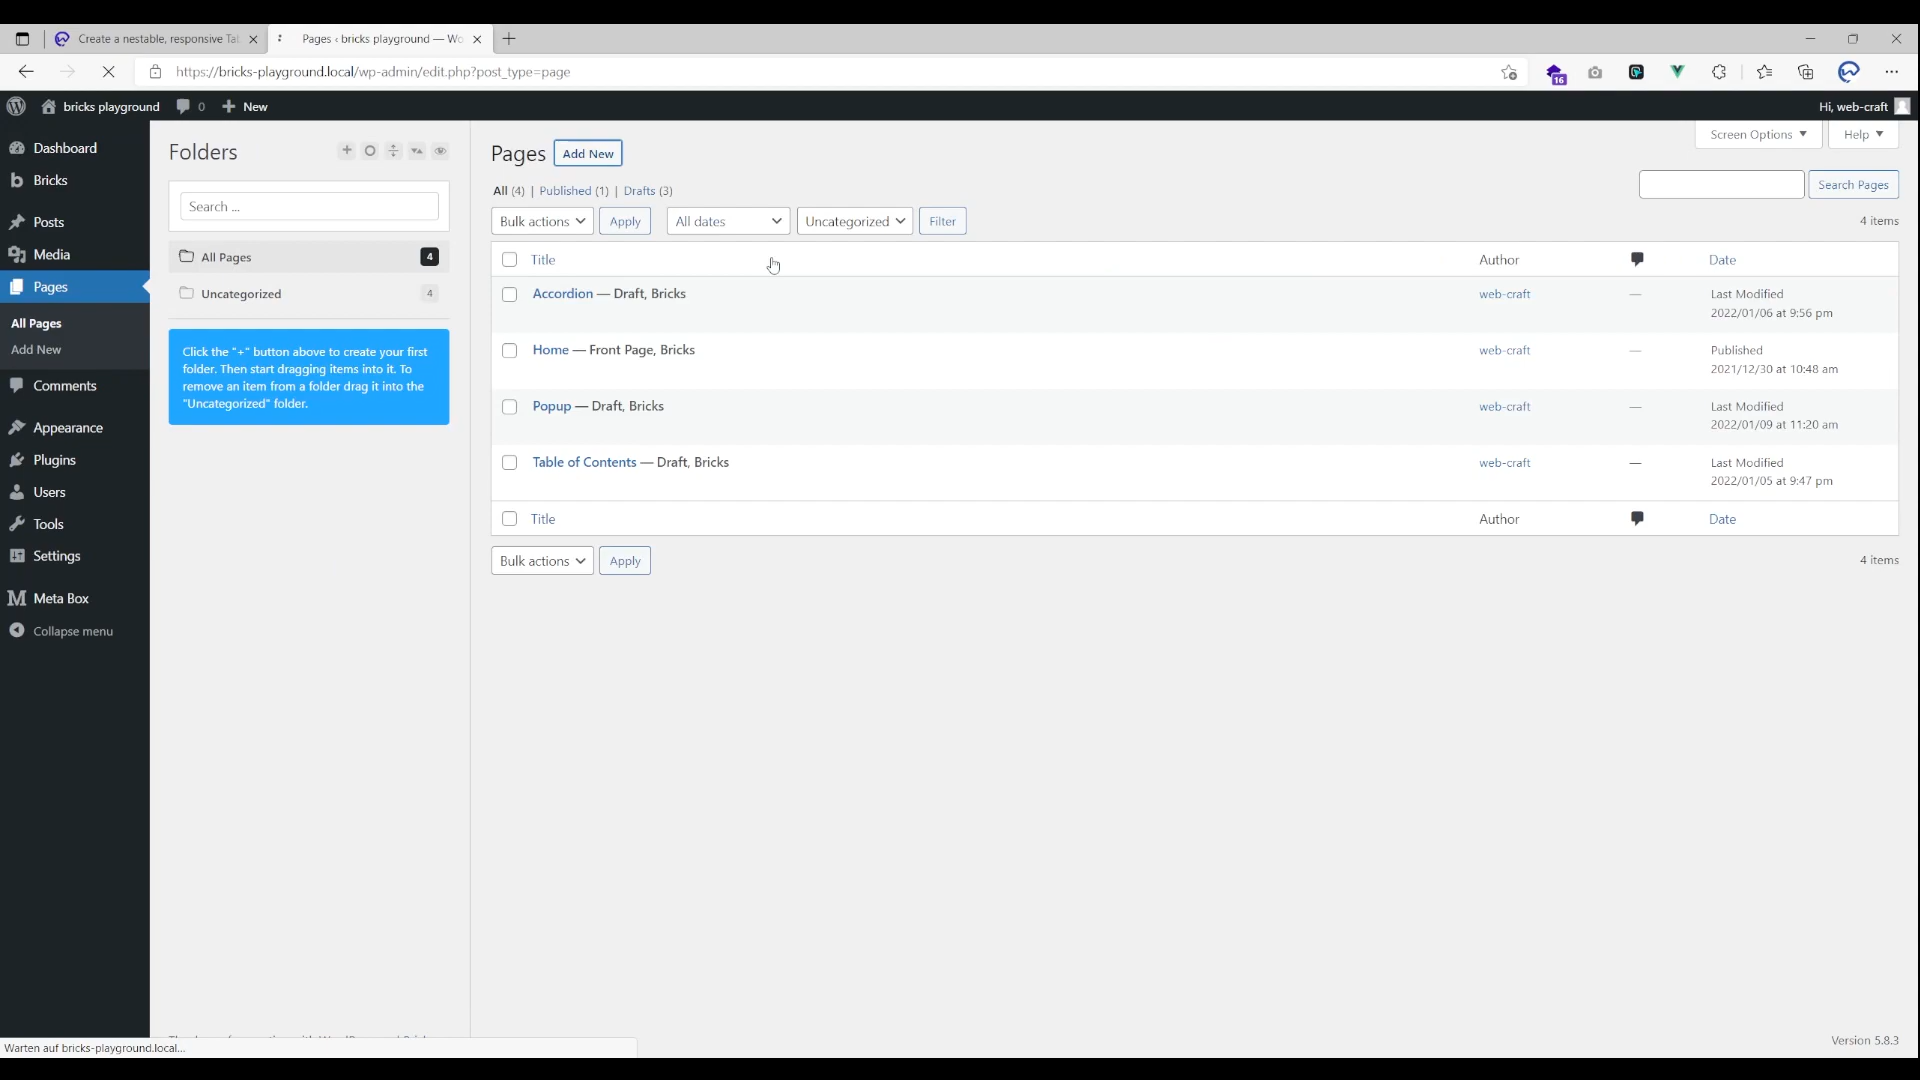 Create a nestable, responsive Tab
Pages ‹ bricks playground — Wo
https://bricks-playground.local/wp-admin/edit.php?post_type=page
16
bricks playground
0
New
Hi, web-craft
Dashboard
Bricks
Posts
Media
Pages
All Pages
Add New
Comments
Appearance
Plugins
Users
Tools
Settings
Meta Box
Collapse menu
Folders
Search ...
All Pages 4
Uncategorized 4
Click the "+" button above to create your first
folder. Then start dragging items into it. To
remove an item from a folder drag it into the
"Uncategorized" folder.
Screen Options
Help
Pages Add New
All (4) | Published (1) | Drafts (3)
Search Pages
Bulk actions Apply All dates Uncategorized Filter
4 items
Title Author Date
Accordion — Draft, Bricks web-craft — Last Modified
2022/01/06 at 9:56 pm
Home — Front Page, Bricks web-craft — Published
2021/12/30 at 10:48 am
Popup — Draft, Bricks web-craft — Last Modified
2022/01/09 at 11:20 am
Table of Contents — Draft, Bricks web-craft — Last Modified
2022/01/05 at 9:47 pm
Title Author Date
Bulk actions Apply
4 items
Warten auf bricks-playground.local...
Version 5.8.3